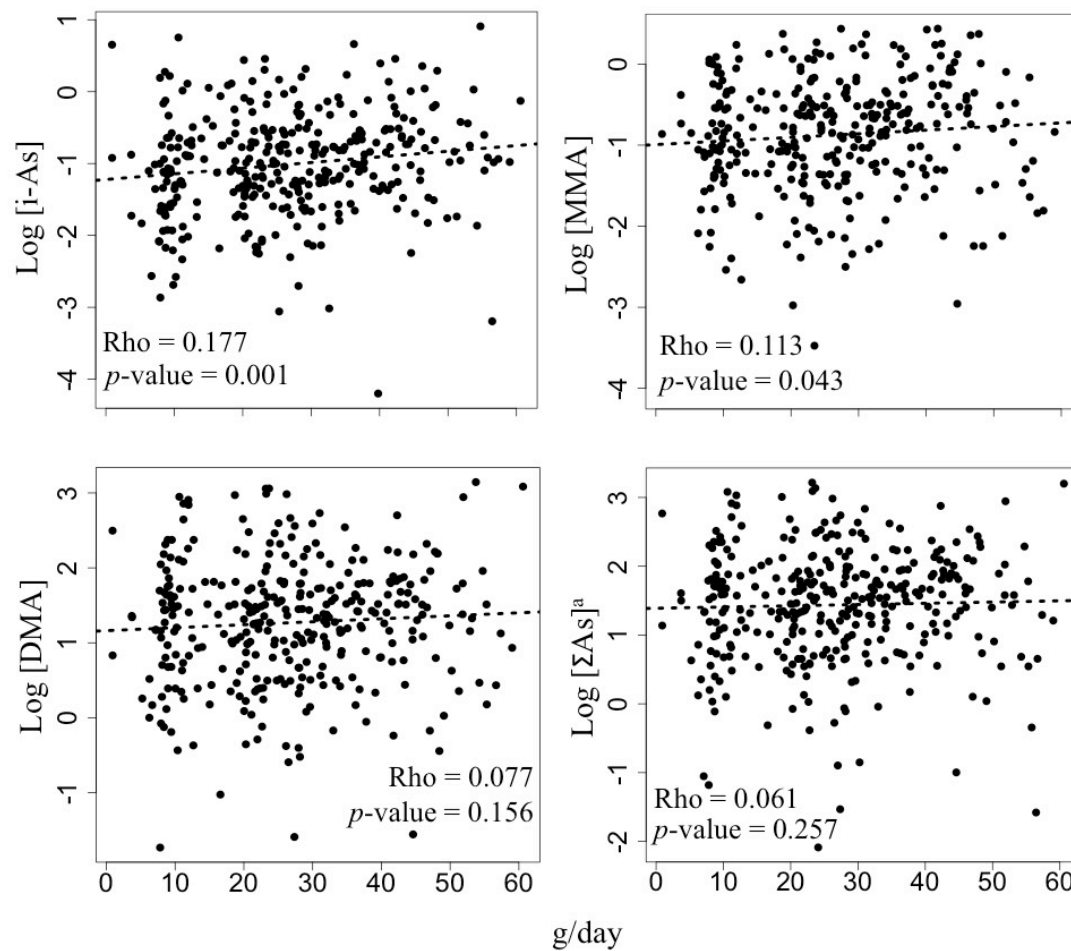 1
0
-1
-2
-3
-4
Log [i-As]
Rho = 0.177
p-value = 0.001
0
-1
-2
-3
-4
Log [MMA]
Rho = 0.113
p-value = 0.043
3
2
1
0
-1
Log [DMA]
Rho = 0.077
p-value = 0.156
0 10 20 30 40 50 60
3
2
1
0
-1
-2
Log [ΣAs]ᵃ
Rho = 0.061
p-value = 0.257
0 10 20 30 40 50 60
g/day